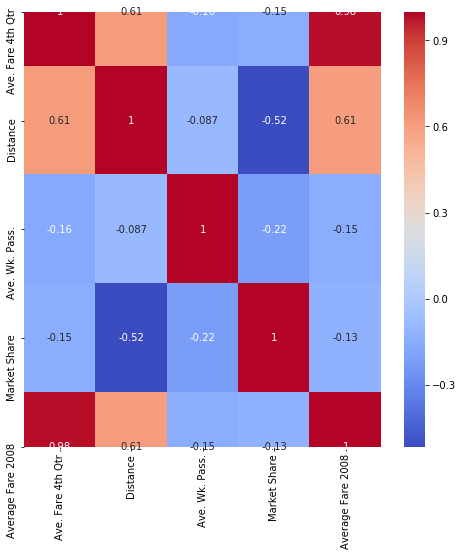 Ave. Fare 4th Qtr
1 0.61 -0.16 -0.15 0.98
Distance
0.61 1 -0.087 -0.52 0.61
Ave. Wk. Pass.
-0.16 -0.087 1 -0.22 -0.15
Market Share
-0.15 -0.52 -0.22 1 -0.13
Average Fare 2008
0.98 0.61 -0.15 -0.13 1
Ave. Fare 4th Qtr
Distance
Ave. Wk. Pass.
Market Share
Average Fare 2008
0.9
0.6
0.3
0.0
−0.3